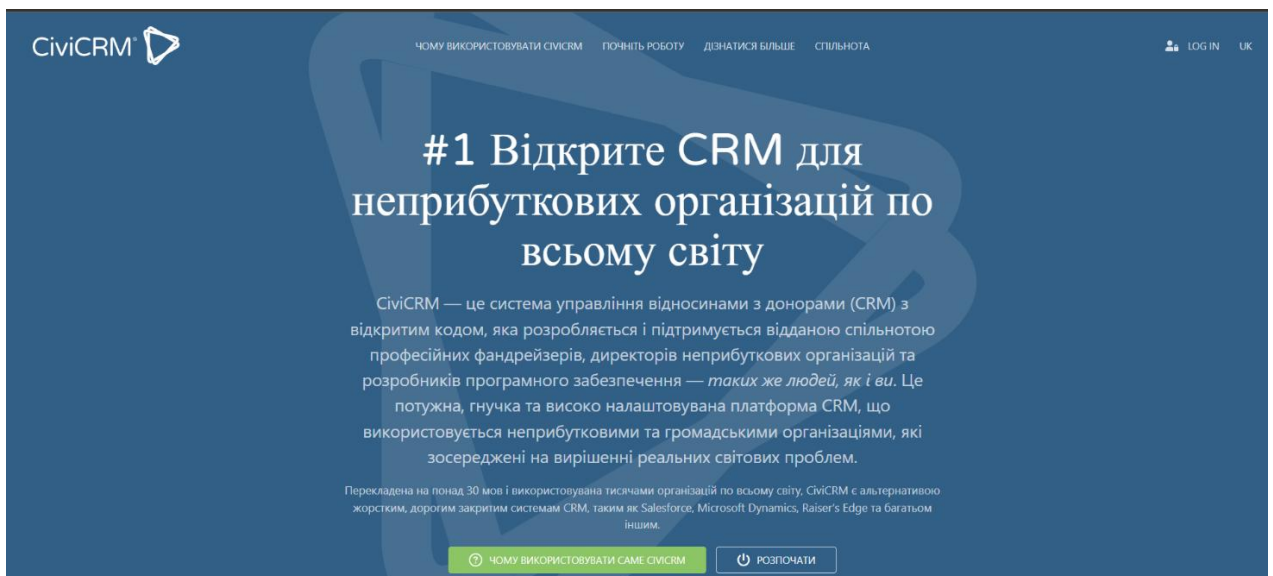 CiviCRM®
ЧОМУ ВИКОРИСТОВУВАТИ CIVICRM ПОЧНІТЬ РОБОТУ ДІЗНАТИСЯ БІЛЬШЕ СПІЛЬНОТА
LOG IN UK
#1 Відкрите CRM для
неприбуткових організацій по
всьому світу
CiviCRM — це система управління відносинами з донорами (CRM) з
відкритим кодом, яка розробляється і підтримується відданою спільнотою
професійних фандрейзерів, директорів неприбуткових організацій та
розробників програмного забезпечення — таких же людей, як і ви. Це
потужна, гнучка та високо налаштовувана платформа CRM, що
використовується неприбутковими та громадськими організаціями, які
зосереджені на вирішенні реальних світових проблем.
Перекладена на понад 30 мов і використовувана тисячами організацій по всьому світу, CiviCRM є альтернативою
жорстким, дорогим закритим системам CRM, таким як Salesforce, Microsoft Dynamics, Raiser's Edge та багатьом
іншим.
ЧОМУ ВИКОРИСТОВУВАТИ САМЕ CIVICRM
РОЗПОЧАТИ